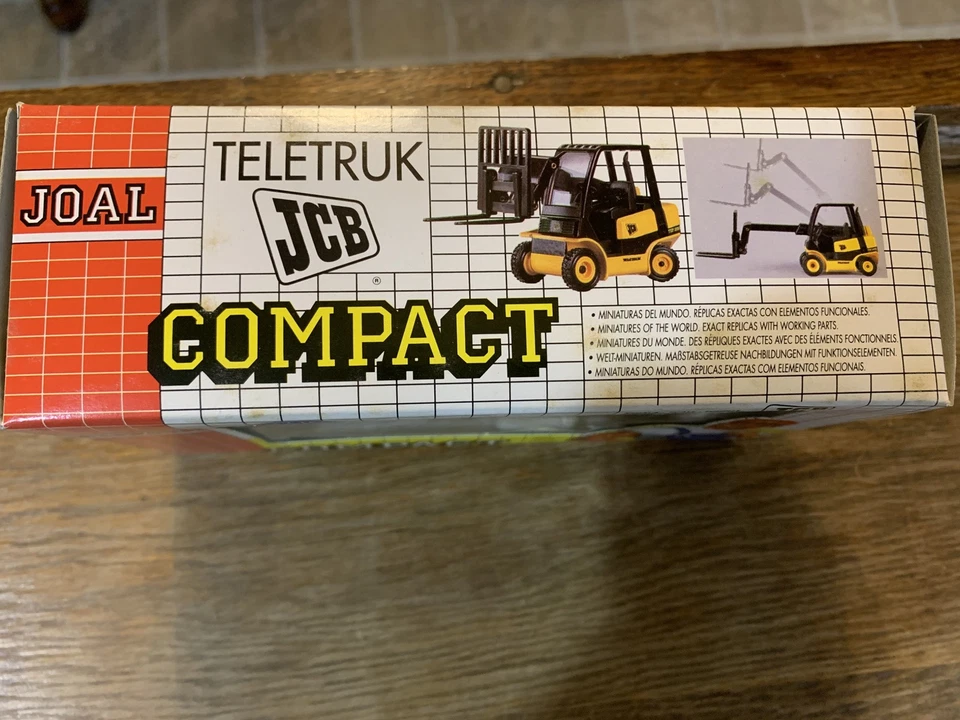 JOAL
TELETRUK
JCB
®
COMPACT
• MINIATURAS DEL MUNDO. RÉPLICAS EXACTAS CON ELEMENTOS FUNCIONALES.
• MINIATURES OF THE WORLD. EXACT REPLICAS WITH WORKING PARTS.
• MINIATURES DU MONDE. DES RÉPLIQUES EXACTES AVEC DES ÉLÉMENTS FONCTIONNELS.
• WELT-MINIATUREN. MAßSTABSGETREUE NACHBILDUNGEN MIT FUNKTIONSELEMENTEN.
• MINIATURAS DO MUNDO. RÉPLICAS EXACTAS COM ELEMENTOS FUNCIONAIS.